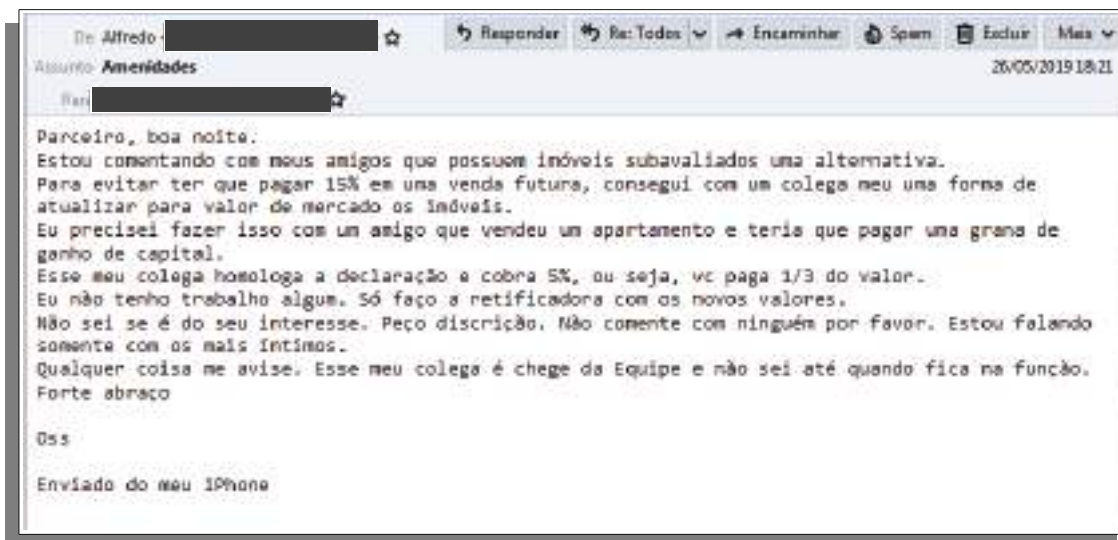 De Alfredo
Responder Re: Todos Encaminhar Spam Excluir Mais
Assunto Amenidades 26/05/2019 18:21
Para
Parceiro, boa noite.
Estou comentando com meus amigos que possuem imóveis subavaliados uma alternativa.
Para evitar ter que pagar 15% em uma venda futura, consegui com um colega meu uma forma de
atualizar para valor de mercado os imóveis.
Eu precisei fazer isso com um amigo que vendeu um apartamento e teria que pagar uma grana de
ganho de capital.
Esse meu colega homologa a declaração e cobra 5%, ou seja, vc paga 1/3 do valor.
Eu não tenho trabalho algum. Só faço a retificadora com os novos valores.
Não sei se é do seu interesse. Peço discrição. Não comente com ninguém por favor. Estou falando
somente com os mais íntimos.
Qualquer coisa me avise. Esse meu colega é chege da Equipe e não sei até quando fica na função.
Forte abraço
Oss
Enviado do meu iPhone